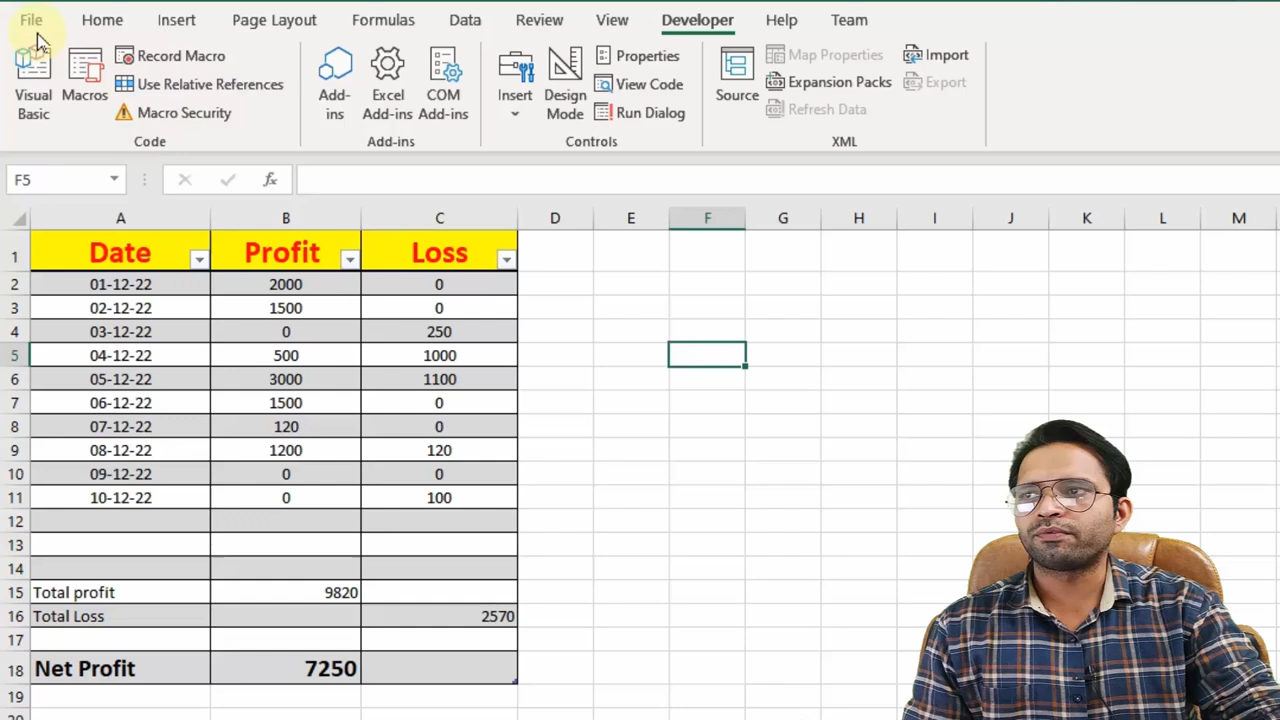 File Home Insert Page Layout Formulas Data Review View Developer Help Team
Visual Basic
Macros
Record Macro
Use Relative References
Macro Security
Code
Add-ins
Excel Add-ins
COM Add-ins
Add-ins
Insert
Design Mode
Properties
View Code
Run Dialog
Controls
Source
Map Properties
Expansion Packs
Refresh Data
Import
Export
XML
F5 fx
A B C D E F G H I J K L M
1 Date Profit Loss
2 01-12-22 2000 0
3 02-12-22 1500 0
4 03-12-22 0 250
5 04-12-22 500 1000
6 05-12-22 3000 1100
7 06-12-22 1500 0
8 07-12-22 120 0
9 08-12-22 1200 120
10 09-12-22 0 0
11 10-12-22 0 100
12
13
14
15 Total profit 9820
16 Total Loss 2570
17
18 Net Profit 7250
19